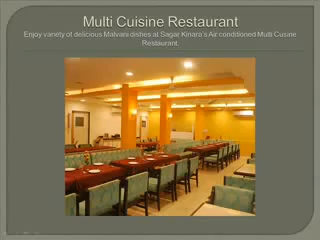 Multi Cuisine Restaurant
Enjoy variety of delicious Malvani dishes at Sagar Kinara's Air conditioned Multi Cuisine
Restaurant.